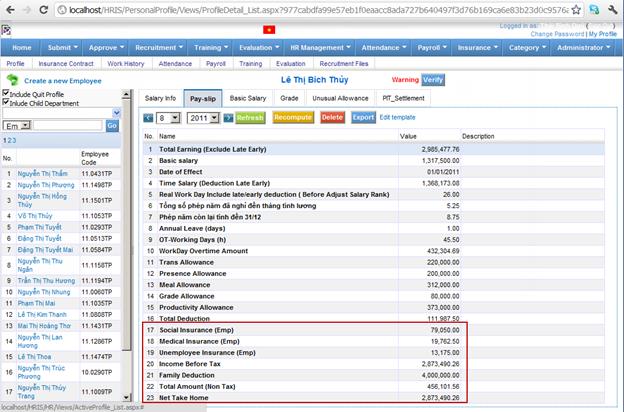 localhost/HRIS/PersonalProfile/Views/ProfileDetail_List.aspx?977cabdfa99e57eb1f0eaacc8ada727b640497f3d76b169ca6e83b23d0c9576a
Logged in as:
Change Password | My Profile
Home Submit Approve Recruitment Training Evaluation HR Management Attendance Payroll Insurance Category Administrator
Profile Insurance Contract Work History Attendance Payroll Training Evaluation Recruitment Files
Create a new Employee
Lê Thị Bích Thủy
Warning Verify
Include Quit Profile
Inlude Child Department
Em Go
1 2 3
No. Employee Code
1 Nguyễn Thị Thắm 11.0431TP
2 Nguyễn Thị Phượng 11.1498TP
3 Nguyễn Thị Hồng Thúy 11.1501TP
4 Võ Thị Thủy 11.1053TP
5 Phạm Thị Tuyết 11.0293TP
6 Đặng Thị Tuyết 11.0513TP
7 Đặng Thị Tuyết Mai 11.0584TP
8 Nguyễn Thị Thu Ngân 11.1158TP
9 Trần Thị Thu Hương 11.1194TP
10 Nguyễn Thị Nhung 11.0060TP
11 Phạm Thị Mai 11.1035TP
12 Lê Thị Kim Thanh 11.0808TP
13 Mai Thị Hoàng Thơ 11.1431TP
14 Nguyễn Thị Lan Hương 11.1286TP
15 Lê Thị Thoa 11.1474TP
16 Nguyễn Thị Trúc Phương 11.0290TP
17 Nguyễn Thị Thùy Trang 11.1009TP
Salary Info Pay-slip Basic Salary Grade Unusual Allowance PIT_Settlement
8 2011 Refresh Recompute Delete Export Edit template
No. Name Value Description
1 Total Earning (Exclude Late Early) 2,985,477.76
2 Basic salary 1,317,500.00
3 Date of Effect 01/01/2011
4 Time Salary (Deduction Late Early) 1,368,173.08
5 Real Work Day Include late/early deduction ( Before Adjust Salary Rank) 26.00
6 Tổng số phép năm đã nghỉ đến tháng tính lương 5.25
7 Phép năm còn lại tính đến 31/12 8.75
8 Annual Leave (days) 1.00
9 OT-Working Days (h) 45.50
10 WorkDay Overtime Amount 432,304.69
11 Trans Allowance 220,000.00
12 Presence Allowance 200,000.00
13 Meal Allowance 312,000.00
14 Grade Allowance 80,000.00
15 Productivity Allowance 373,000.00
16 Total Deduction 111,987.50
17 Social Insurance (Emp) 79,050.00
18 Medical Insurance (Emp) 19,762.50
19 Unemployee Insurance (Emp) 13,175.00
20 Income Before Tax 2,873,490.26
21 Family Deduction 4,000,000.00
22 Total Amount (Non Tax) 456,101.56
23 Net Take Home 2,873,490.26
localhost/HRIS/HR/Views/ActiveProfile_List.aspx#